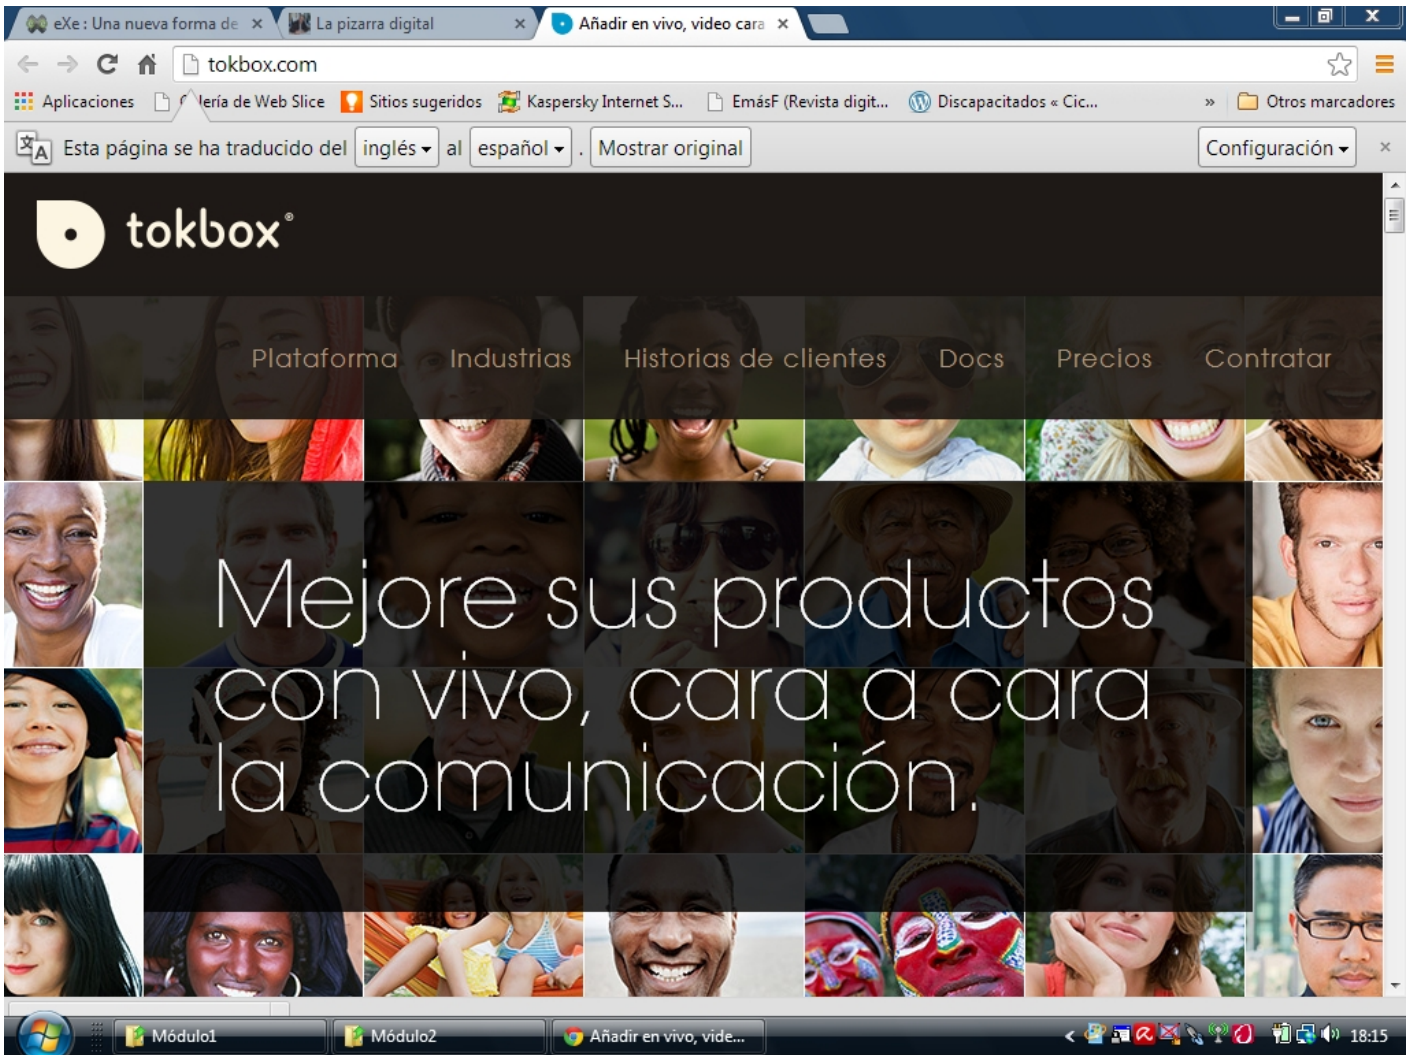 eXe : Una nueva forma de
La pizarra digital
Añadir en vivo, video cara
tokbox.com
Aplicaciones
lería de Web Slice
Sitios sugeridos
Kaspersky Internet S...
EmásF (Revista digit...
Discapacitados « Cic...
»
Otros marcadores
Esta página se ha traducido del inglés al español . Mostrar original
Configuración
tokbox®
Plataforma
Industrias
Historias de clientes
Docs
Precios
Contratar
Mejore sus productos
con vivo, cara a cara
la comunicación.
Módulo1
Módulo2
Añadir en vivo, vide...
18:15